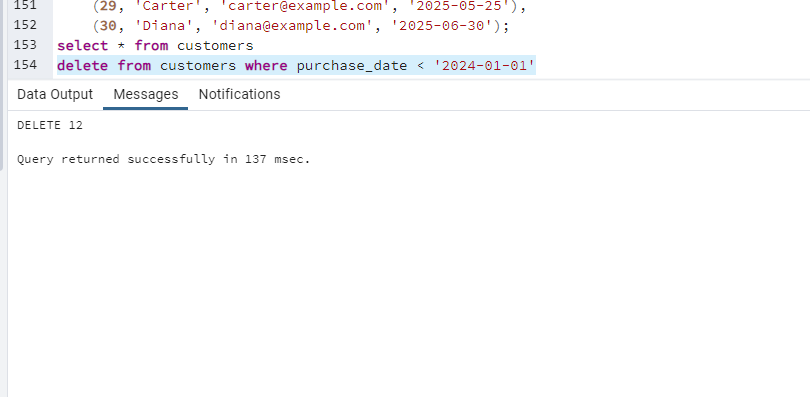 151 (29, 'Carter', 'carter@example.com', '2025-05-25'),
152 (30, 'Diana', 'diana@example.com', '2025-06-30');
153 select * from customers
154 delete from customers where purchase_date < '2024-01-01'
Data Output Messages Notifications
DELETE 12
Query returned successfully in 137 msec.